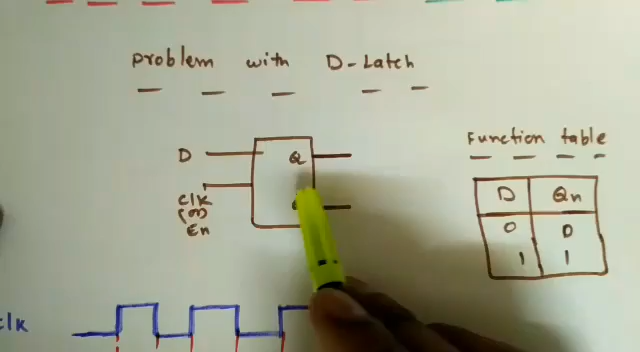 Problem with D-Latch
Function table
D Qn
0 0
1 1
D
Q
Clk
(or)
En
Clk